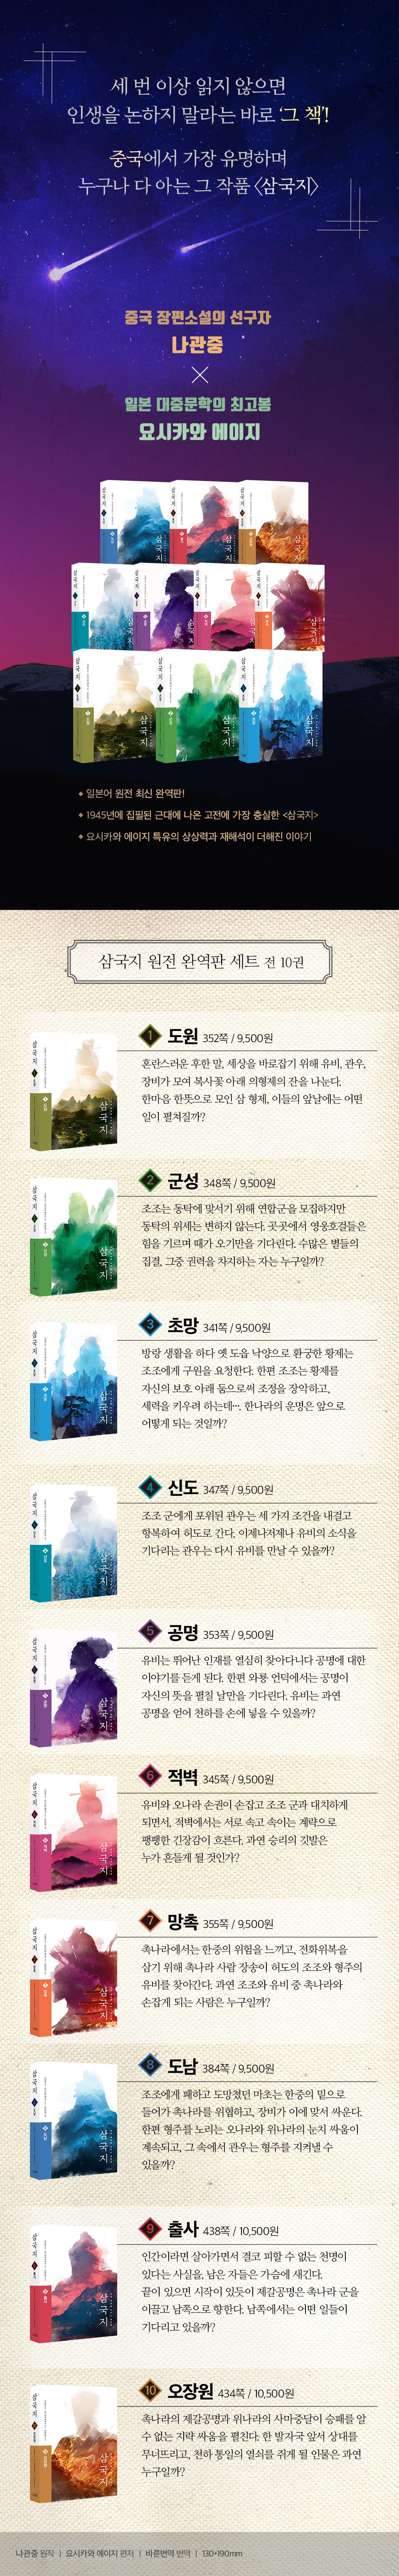 세 번 이상 읽지 않으면
인생을 논하지 말라는 바로 '그 책'!
중국에서 가장 유명하며
누구나 다 아는 그 작품 〈삼국지〉
중국 장편소설의 선구자
나관중
×
일본 대중문학의 최고봉
요시카와 에이지
일본어 원전 최신 완역판!
1945년에 집필된 근대에 나온 고전에 가장 충실한 <삼국지>
요시카와 에이지 특유의 상상력과 재해석이 더해진 이야기
삼국지 원전 완역판 세트 전 10권
삼국지
1 도원 352쪽 / 9,500원
혼란스러운 후한 말, 세상을 바로잡기 위해 유비, 관우,
장비가 모여 복사꽃 아래 의형제의 잔을 나눈다.
한마음 한뜻으로 모인 삼 형제, 이들의 앞날에는 어떤
일이 펼쳐질까?
삼국지
2 군성 348쪽 / 9,500원
조조는 동탁에 맞서기 위해 연합군을 모집하지만
동탁의 위세는 변하지 않는다. 곳곳에서 영웅호걸들은
힘을 기르며 때가 오기만을 기다린다. 수많은 별들의
집결, 그중 권력을 차지하는 자는 누구일까?
삼국지
3 초망 341쪽 / 9,500원
방랑 생활을 하다 옛 도읍 낙양으로 환궁한 황제는
조조에게 구원을 요청한다. 한편 조조는 황제를
자신의 보호 아래 둠으로써 조정을 장악하고,
세력을 키우려 하는데…. 한나라의 운명은 앞으로
어떻게 되는 것일까?
삼국지
4 신도 347쪽 / 9,500원
조조 군에게 포위된 관우는 세 가지 조건을 내걸고
항복하여 허도로 간다. 이제나저제나 유비의 소식을
기다리는 관우는 다시 유비를 만날 수 있을까?
삼국지
5 공명 353쪽 / 9,500원
유비는 뛰어난 인재를 열심히 찾아다니다 공명에 대한
이야기를 듣게 된다. 한편 와룡 언덕에서는 공명이
자신의 뜻을 펼칠 날만을 기다린다. 유비는 과연
공명을 얻어 천하를 손에 넣을 수 있을까?
삼국지
6 적벽 345쪽 / 9,500원
유비와 오나라 손권이 손잡고 조조 군과 대치하게
되면서, 적벽에서는 서로 속고 속이는 계략으로
팽팽한 긴장감이 흐른다. 과연 승리의 깃발은
누가 흔들게 될 것인가?
삼국지
7 망촉 355쪽 / 9,500원
촉나라에서는 한중의 위험을 느끼고, 전화위복을
삼기 위해 촉나라 사람 장송이 허도의 조조와 형주의
유비를 찾아간다. 과연 조조와 유비 중 촉나라와
손잡게 되는 사람은 누구일까?
삼국지
8 도남 384쪽 / 9,500원
조조에게 패하고 도망쳤던 마초는 한중의 밑으로
들어가 촉나라를 위협하고, 장비가 이에 맞서 싸운다.
한편 형주를 노리는 오나라와 위나라의 눈치 싸움이
계속되고, 그 속에서 관우는 형주를 지켜낼 수
있을까?
삼국지
9 출사 438쪽 / 10,500원
인간이라면 살아가면서 결코 피할 수 없는 천명이
있다는 사실을, 남은 자들은 가슴에 새긴다.
끝이 있으면 시작이 있듯이 제갈공명은 촉나라 군을
이끌고 남쪽으로 향한다. 남쪽에서는 어떤 일들이
기다리고 있을까?
삼국지
10 오장원 434쪽 / 10,500원
촉나라의 제갈공명과 위나라의 사마중달이 승패를 알
수 없는 지략 싸움을 펼친다. 한 발자국 앞서 상대를
무너뜨리고, 천하 통일의 열쇠를 쥐게 될 인물은 과연
누구일까?
삼국지
나관중 원작 | 요시카와 에이지 편저 | 바른번역 번역 | 130*190mm